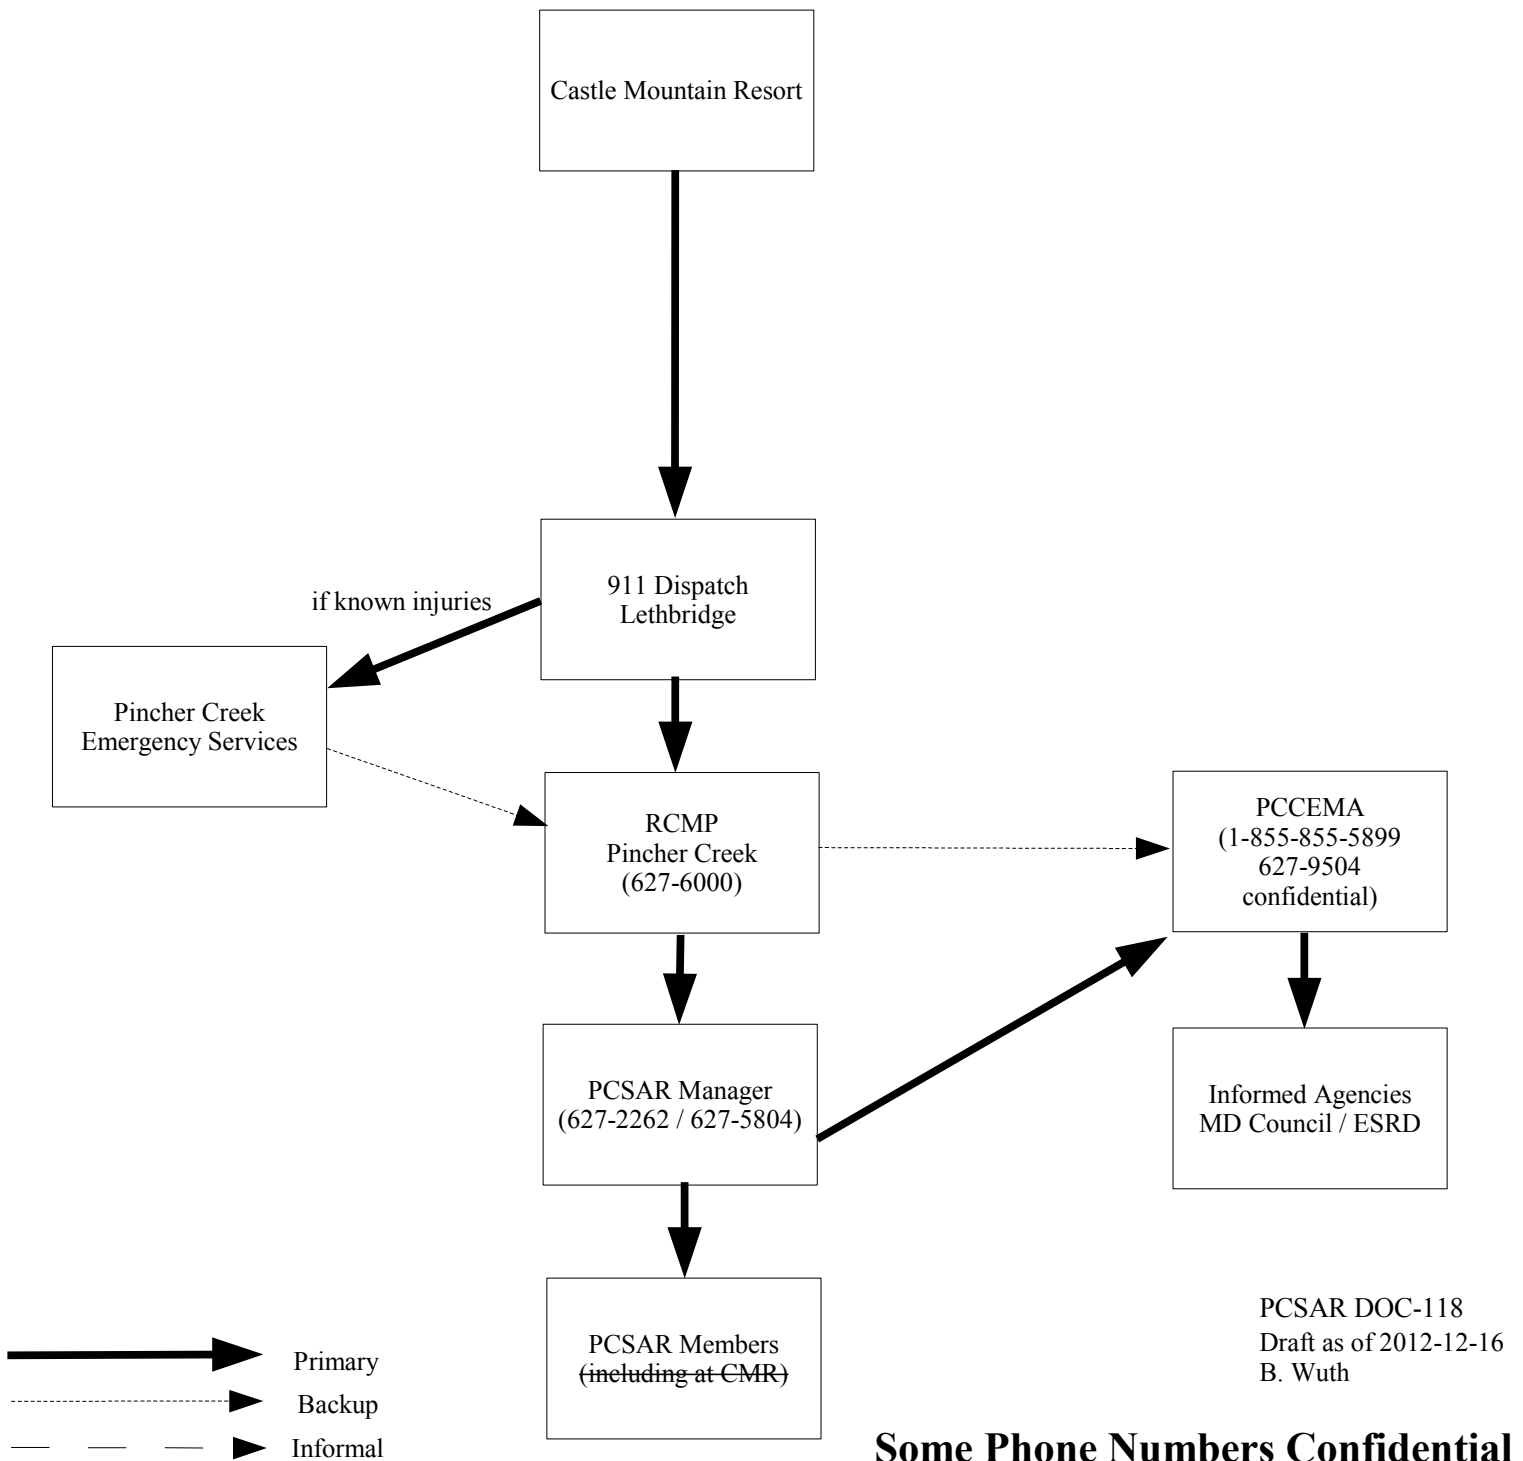 Castle Mountain Resort
911 Dispatch
Lethbridge
if known injuries
Pincher Creek
Emergency Services
RCMP
Pincher Creek
(627-6000)
PCCEMA
(1-855-855-5899
627-9504
confidential)
PCSAR Manager
(627-2262 / 627-5804)
Informed Agencies
MD Council / ESRD
PCSAR Members
(including at CMR)
Primary
Backup
Informal
PCSAR DOC-118
Draft as of 2012-12-16
B. Wuth
Some Phone Numbers Confidential